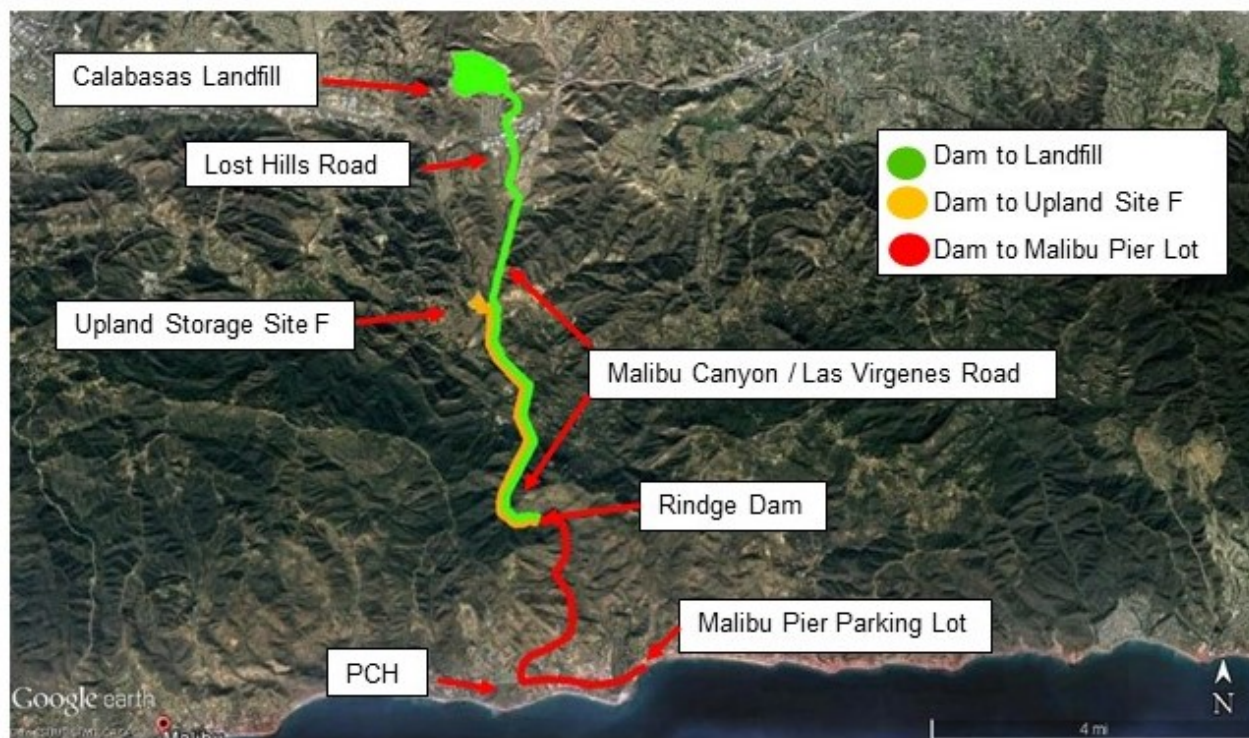 Calabasas Landfill
Lost Hills Road
Dam to Landfill
Dam to Upland Site F
Dam to Malibu Pier Lot
Upland Storage Site F
Malibu Canyon / Las Virgenes Road
Rindge Dam
Malibu Pier Parking Lot
PCH
Google earth
Malibu
N
4 mi